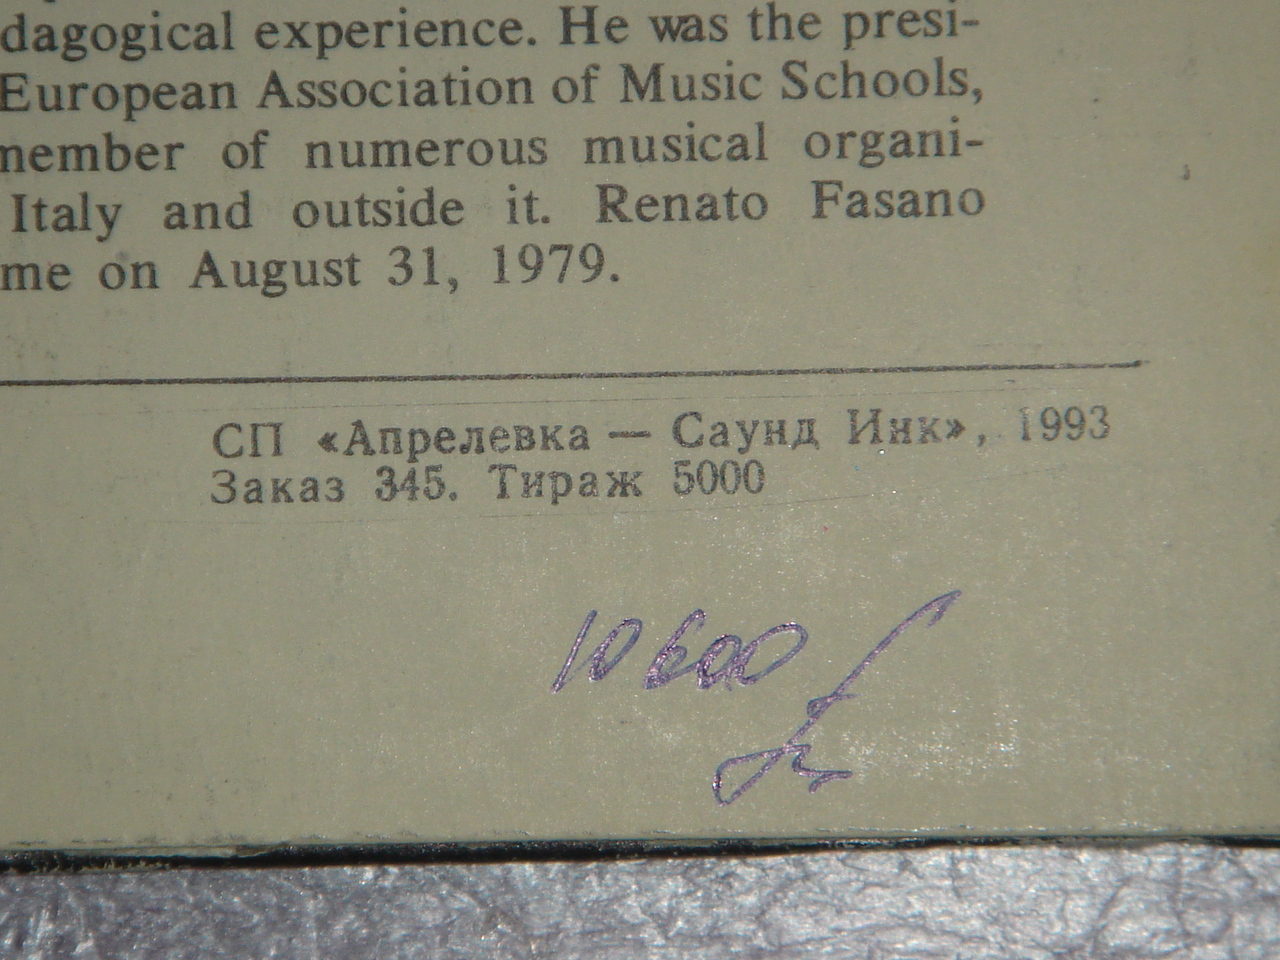 dagogical experience. He was the presi-
European Association of Music Schools,
member of numerous musical organi-
Italy and outside it. Renato Fasano
me on August 31, 1979.
СП «Апрелевка — Саунд Инк», 1993
Заказ 345. Тираж 5000
10600